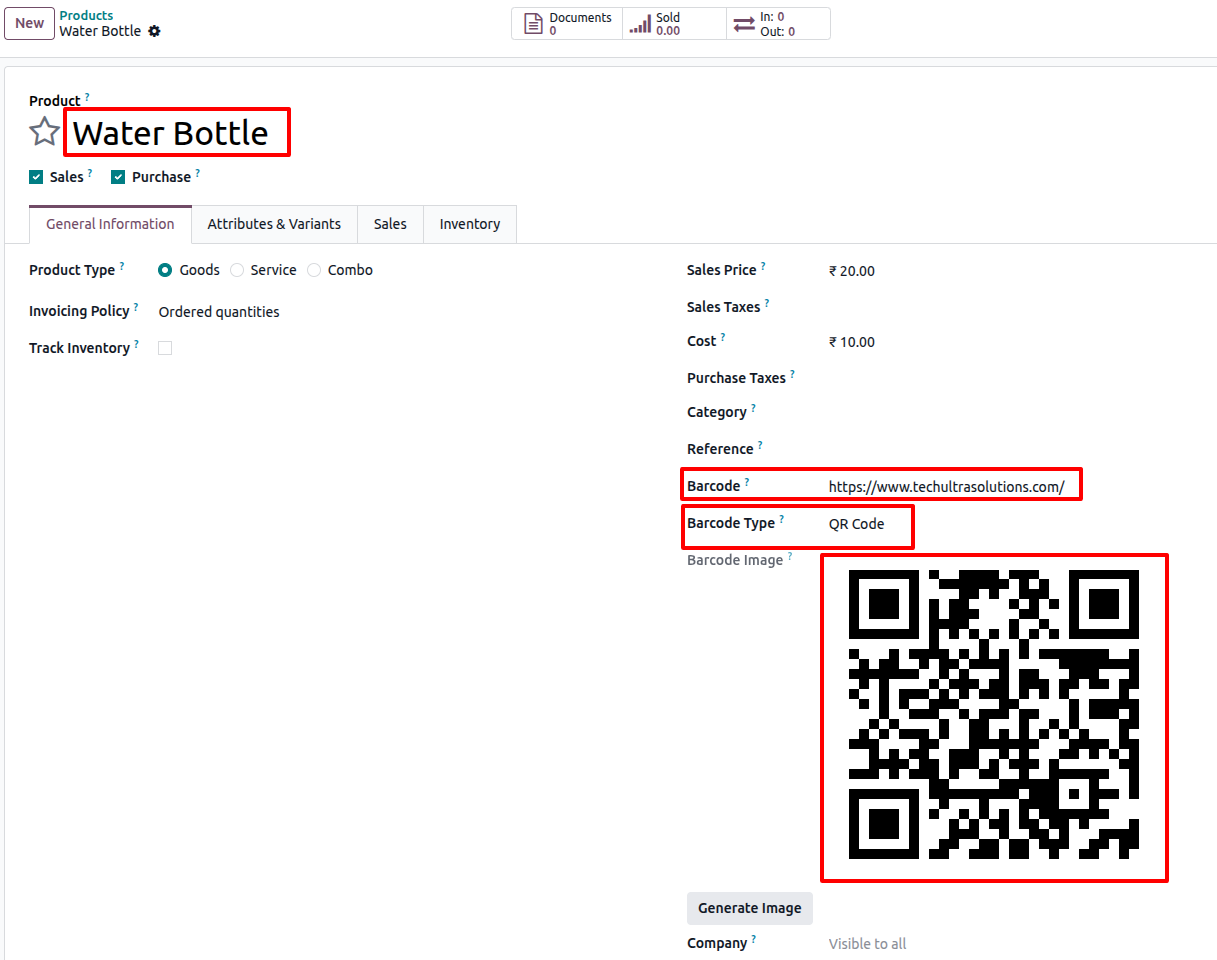 New
Products
Water Bottle
Documents
0
Sold
0.00
In: 0
Out: 0
Product ?
Water Bottle
Sales ? Purchase ?
General Information Attributes & Variants Sales Inventory
Product Type ? Goods Service Combo
Invoicing Policy ? Ordered quantities
Track Inventory ?
Sales Price ? ₹ 20.00
Sales Taxes ?
Cost ? ₹ 10.00
Purchase Taxes ?
Category ?
Reference ?
Barcode ? https://www.techultrasolutions.com/
Barcode Type ? QR Code
Barcode Image ?
Generate Image
Company ? Visible to all